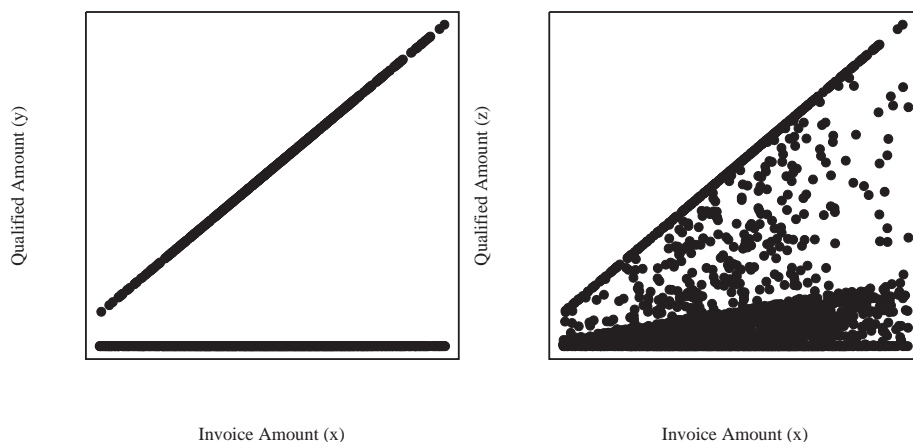 Qualified Amount (y)
Invoice Amount (x)
Qualified Amount (z)
Invoice Amount (x)